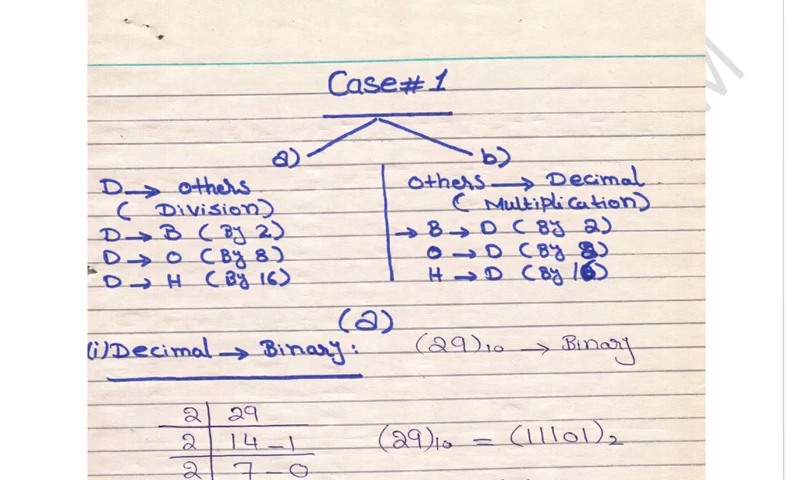 Case#1
a)
b)
D → others
( Division)
D → B ( By 2)
D → O (By 8)
D → H (By 16)
Others → Decimal
( Multiplication)
→ B → D ( By 2)
O → D (By 8)
H → D (By 16)
(a)
(i) Decimal → Binary:
(29)₁₀ → Binary
2 | 29
2 | 14 - 1
2 | 7 - 0
(29)₁₀ = (11101)₂
M